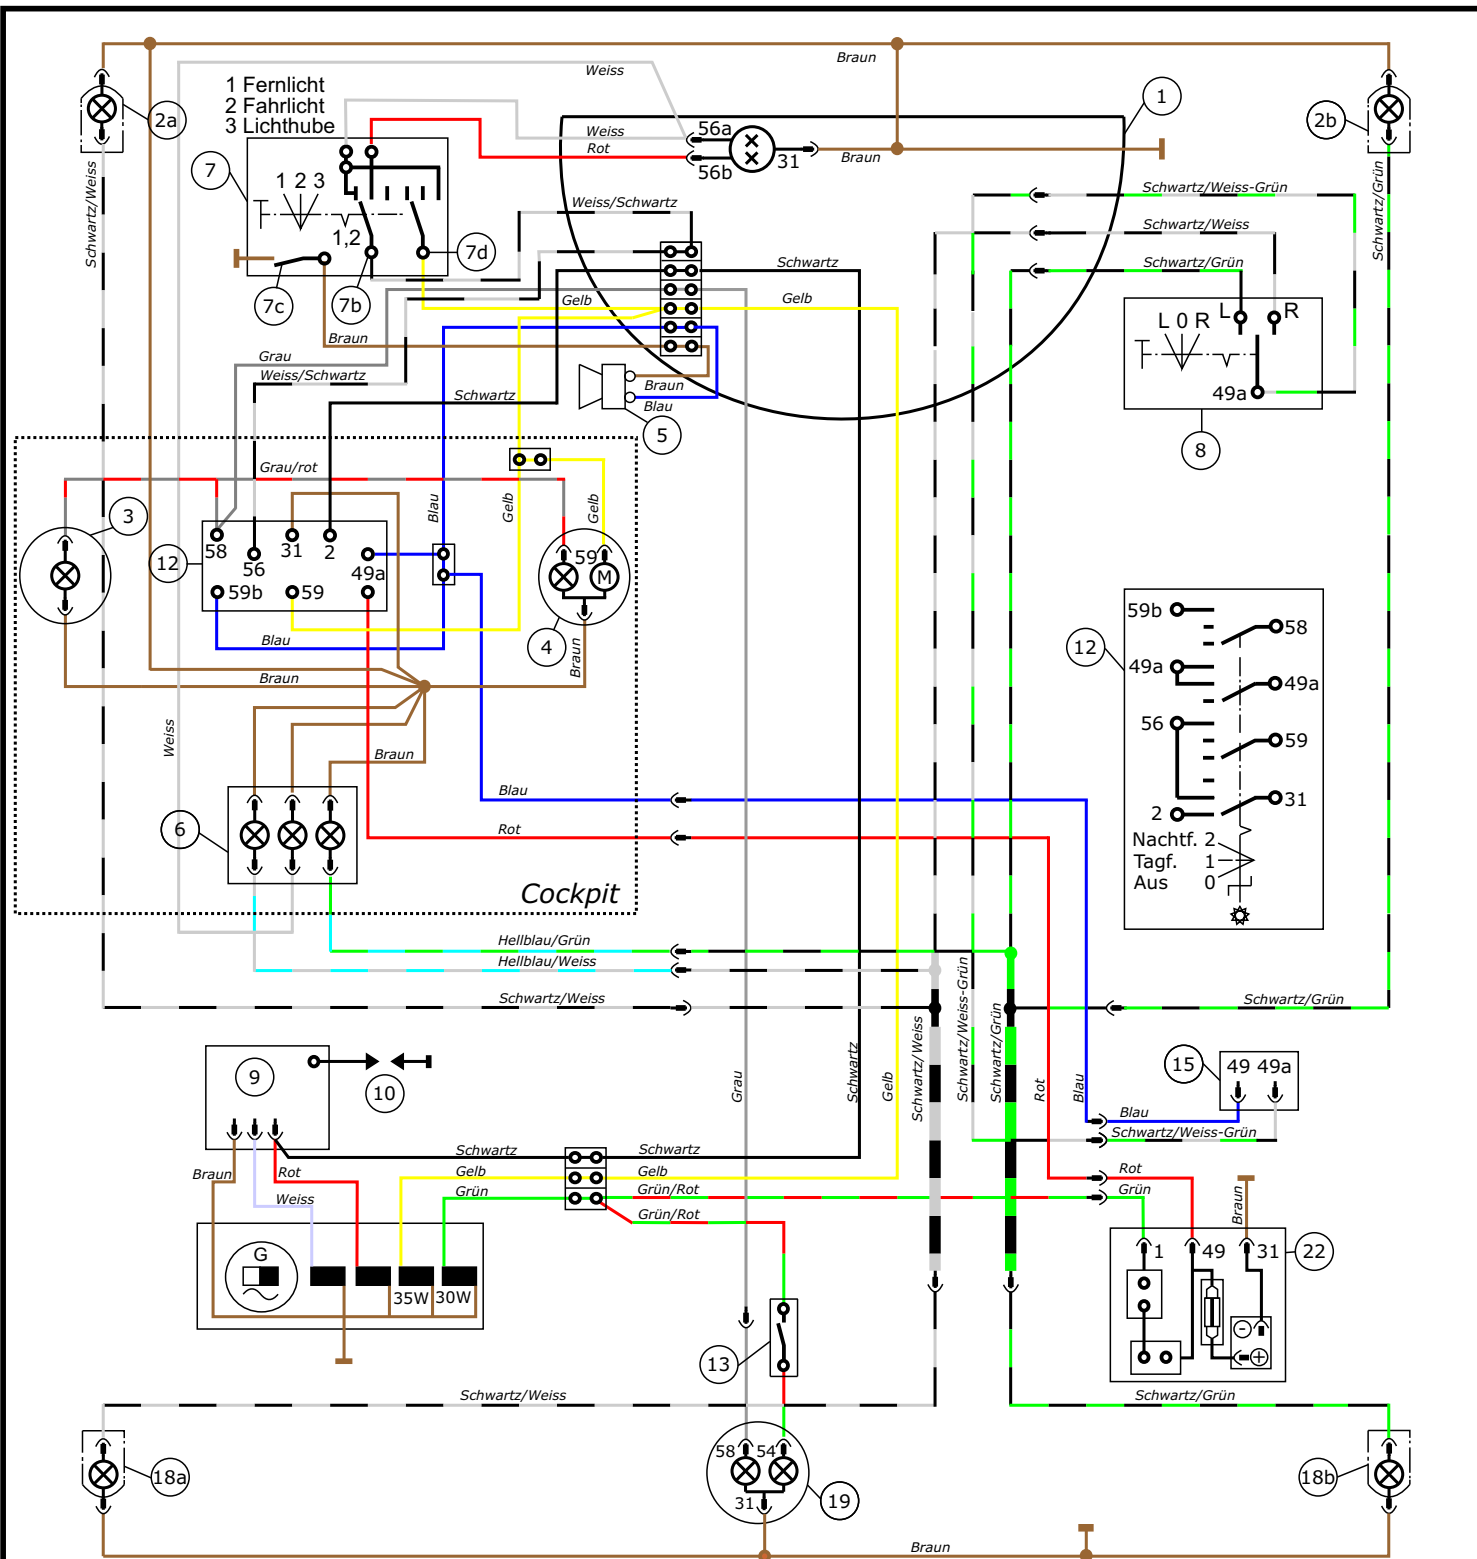 Braun
Weiss
1 Fernlicht
2 Fahrlicht
3 Lichthube
2a
1
2b
56a
Weiss
Rot
56b
31
Braun
7
1 2 3
1,2
7d
7c
7b
Weiss/Schwartz
Schwartz/Weiss
Schwartz/Weiss-Grün
Schwartz/Weiss
Schwartz/Grün
Schwartz/Grün
Schwartz
Gelb
Gelb
Braun
Grau
Weiss/Schwartz
Schwartz
Braun
Blau
5
L
R
L 0 R
49a
8
Grau/rot
Blau
Gelb
Gelb
3
12
58
56
31
2
49a
59b
59
59
M
4
Blau
Braun
Braun
Weiss
Braun
6
Cockpit
Blau
Rot
12
59b
58
49a
49a
56
59
2
31
Nachtf. 2
Tagf. 1
Aus 0
Hellblau/Grün
Hellblau/Weiss
Schwartz/Weiss
Schwartz/Weiss
Schwartz/Weiss-Grün
Schwartz/Grün
Schwartz/Grün
Grau
Schwartz
Gelb
Rot
Blau
9
10
15
49 49a
Blau
Schwartz/Weiss-Grün
Schwartz
Schwartz
Braun
Rot
Gelb
Gelb
Weiss
Grün
Grün/Rot
Grün/Rot
Rot
Grün
Braun
G
35W
30W
1
49
31
22
13
Schwartz/Weiss
Schwartz/Grün
18a
58
54
31
19
18b
Braun